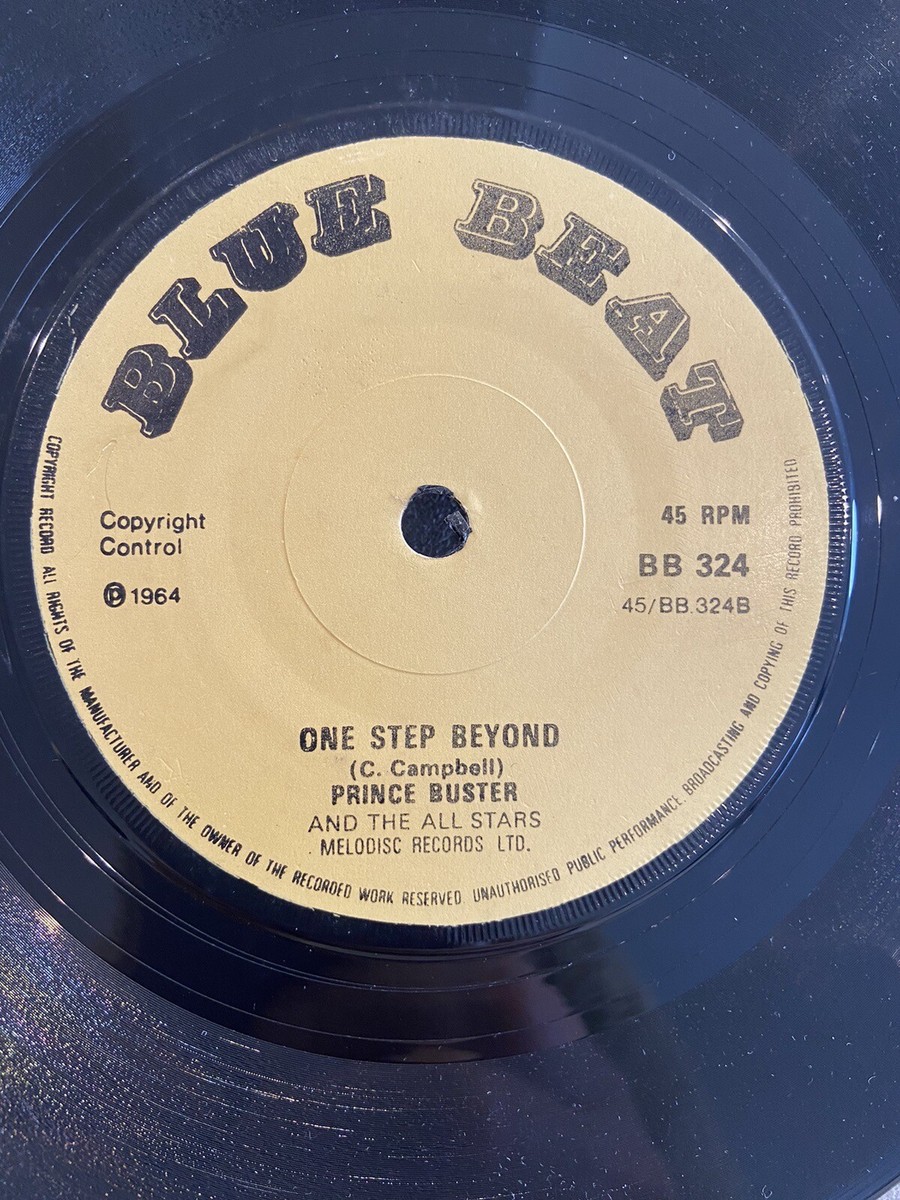 BLUE BEAT
Copyright
Control
Ⓟ 1964
45 RPM
BB 324
45/BB.324B
ONE STEP BEYOND
(C. Campbell)
PRINCE BUSTER
AND THE ALL STARS
MELODISC RECORDS LTD.
COPYRIGHT RECORD ALL RIGHTS OF THE MANUFACTURER AND OF THE OWNER OF THE RECORDED WORK RESERVED. UNAUTHORISED PUBLIC PERFORMANCE. BROADCASTING AND COPYING OF THIS RECORD PROHIBITED